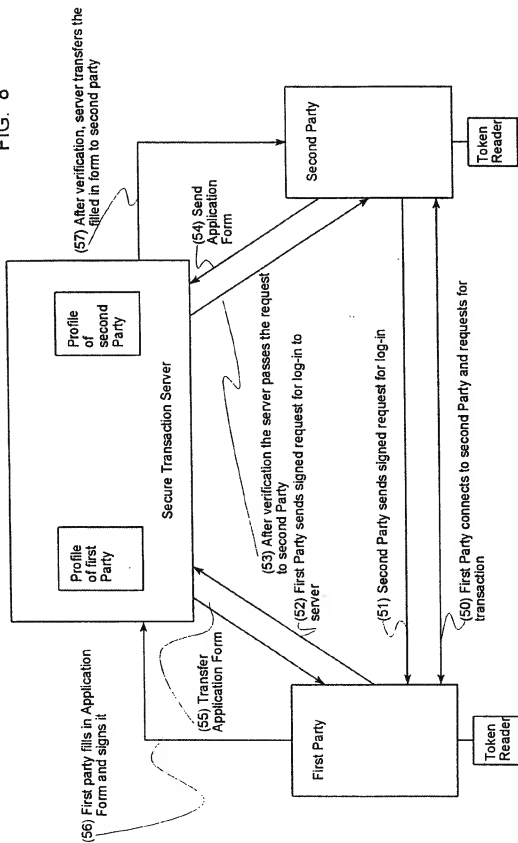 FIG. 8
(57) After verification, server transfers the
filled in form to second party
Profile
of
second
Party
Secure Transaction Server
Profile
of first
Party
(56) First party fills in Application
Form and signs it
(54) Send
Application
Form
(53) After verification the server passes the request
to second Party
(52) First Party sends signed request for log-in to
server
(55) Transfer
Application Form
(51) Second Party sends signed request for log-in
(50) First Party connects to second Party and requests for
transaction
Second Party
Token
Reader
First Party
Token
Reader